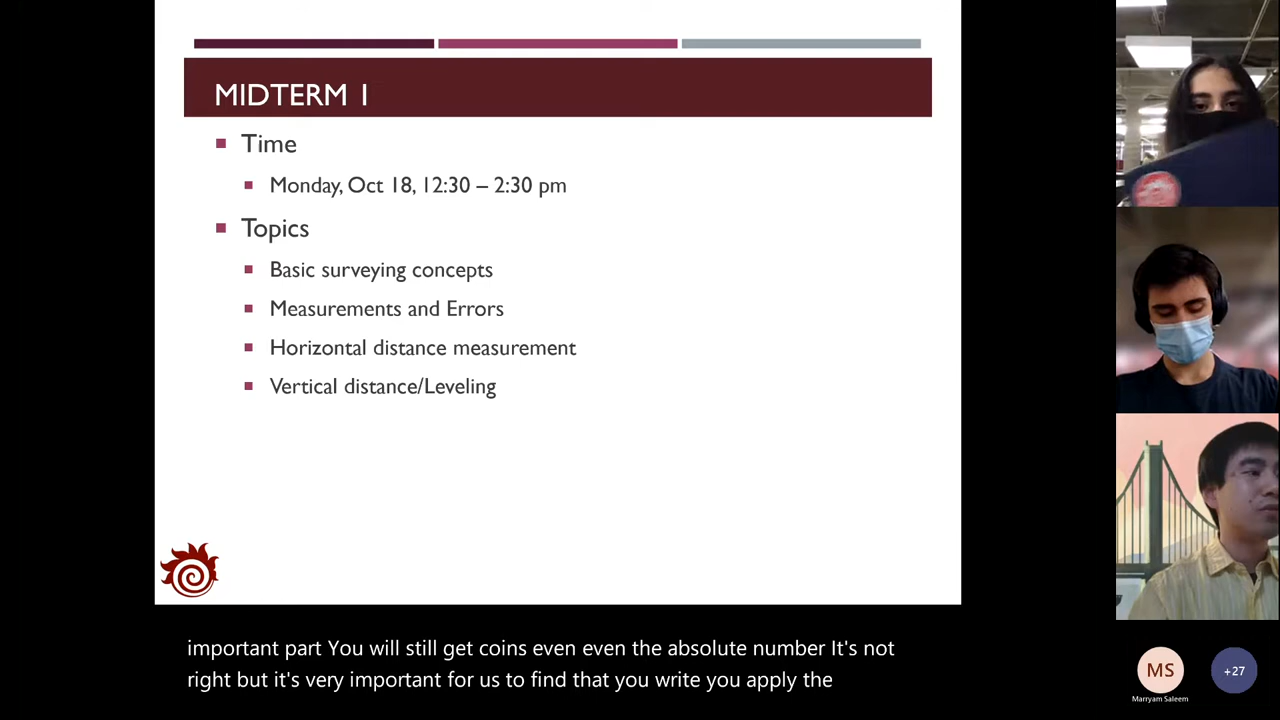 MIDTERM I
Time
Monday, Oct 18, 12:30 – 2:30 pm
Topics
Basic surveying concepts
Measurements and Errors
Horizontal distance measurement
Vertical distance/Leveling
important part You will still get coins even even the absolute number It's not
right but it's very important for us to find that you write you apply the
MS
+27
Marryam Saleem